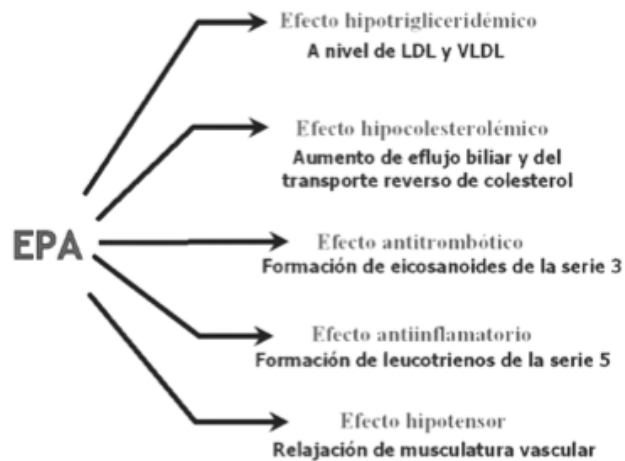 Efecto hipotrigliceridémico
A nivel de LDL y VLDL
Efecto hipocolesterolémico
Aumento de eflujo biliar y del
transporte reverso de colesterol
EPA
Efecto antitrombótico
Formación de eicosanoides de la serie 3
Efecto antiinflamatorio
Formación de leucotrienos de la serie 5
Efecto hipotensor
Relajación de musculatura vascular